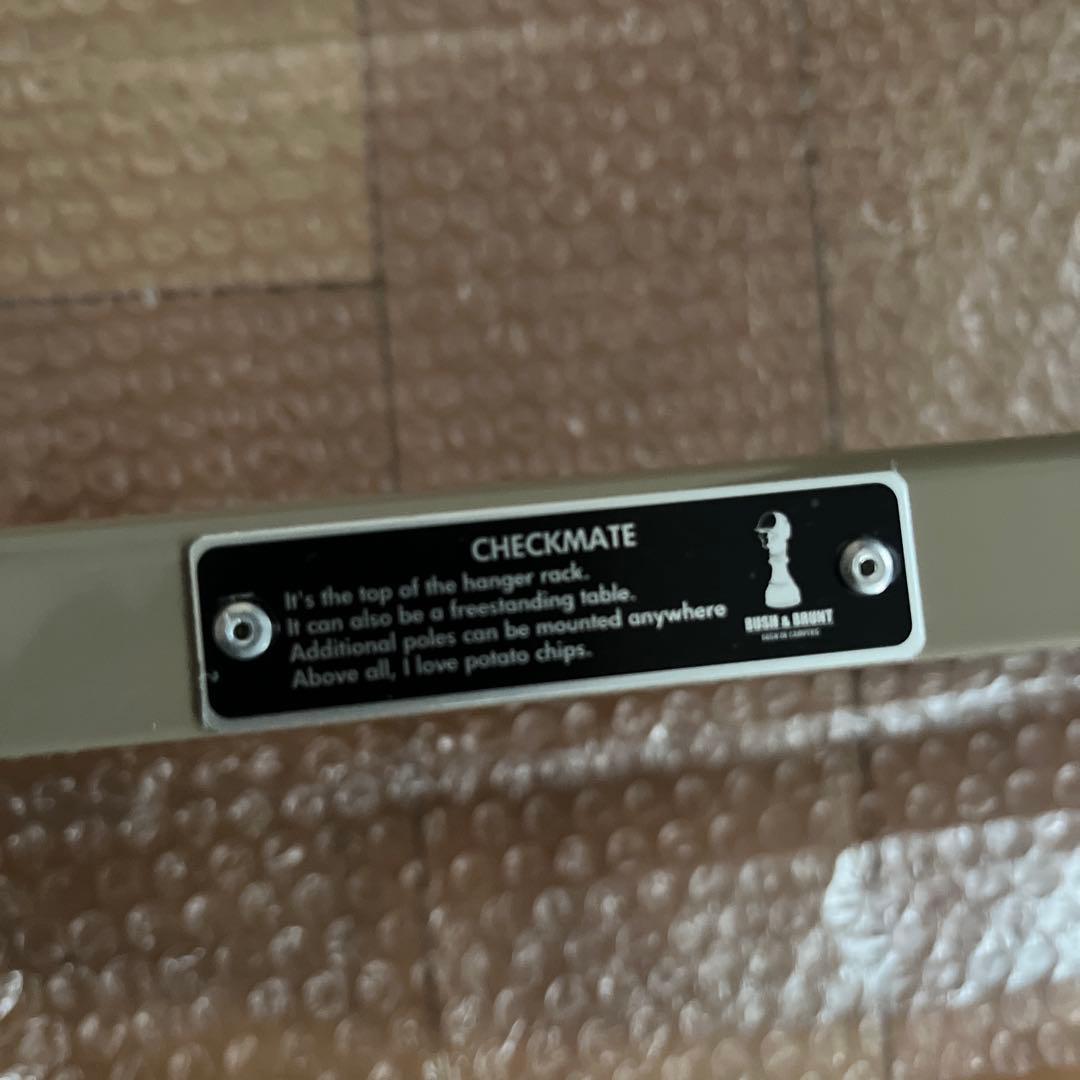 CHECKMATE
It's the top of the hanger rack.
It can also be a freestanding table.
Additional poles can be mounted anywhere
Above all, I love potato chips.
BUSH & BRUNT